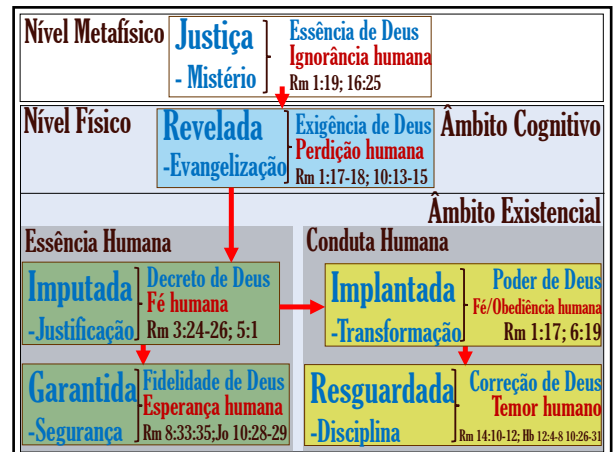 Nível Metafísico
Justiça
- Mistério
Essência de Deus
Ignorância humana
Rm 1:19; 16:25
Nível Físico
Revelada
-Evangelização
Exigência de Deus
Perdição humana
Rm 1:17-18; 10:13-15
Âmbito Cognitivo
Âmbito Existencial
Essência Humana
Conduta Humana
Imputada
-Justificação
Decreto de Deus
Fé humana
Rm 3:24-26; 5:1
Implantada
-Transformação
Poder de Deus
Fé/Obediência humana
Rm 1:17; 6:19
Garantida
-Segurança
Fidelidade de Deus
Esperança humana
Rm 8:33:35;Jo 10:28-29
Resguardada
-Disciplina
Correção de Deus
Temor humano
Rm 14:10-12; Hb 12:4-8 10:26-31